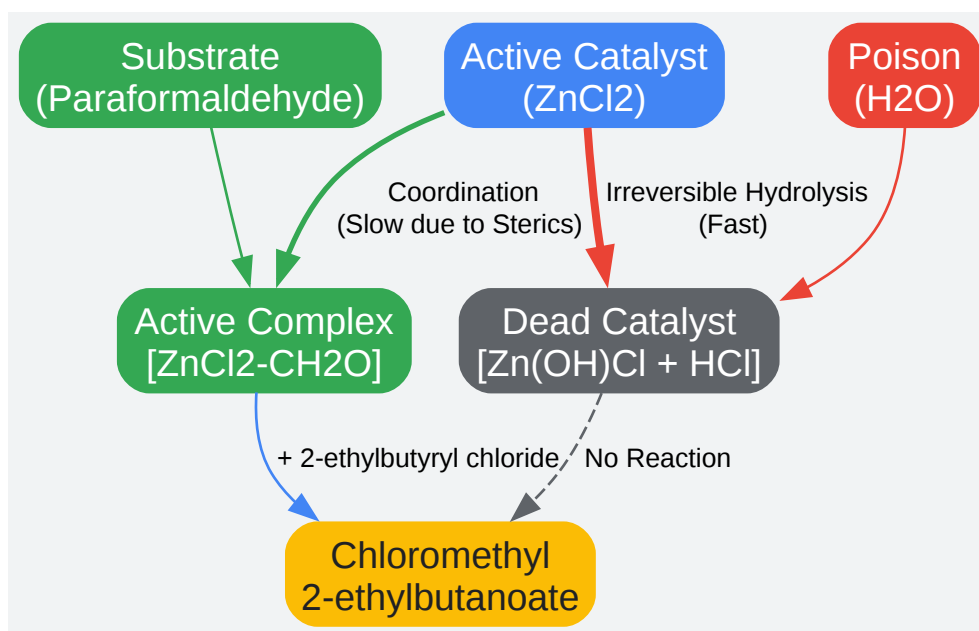 Substrate
(Paraformaldehyde)
Active Catalyst
(ZnCl2)
Poison
(H2O)
Coordination
(Slow due to Sterics)
Irreversible Hydrolysis
(Fast)
Active Complex
[ZnCl2-CH2O]
Dead Catalyst
[Zn(OH)Cl + HCl]
+ 2-ethylbutyryl chloride
No Reaction
Chloromethyl
2-ethylbutanoate